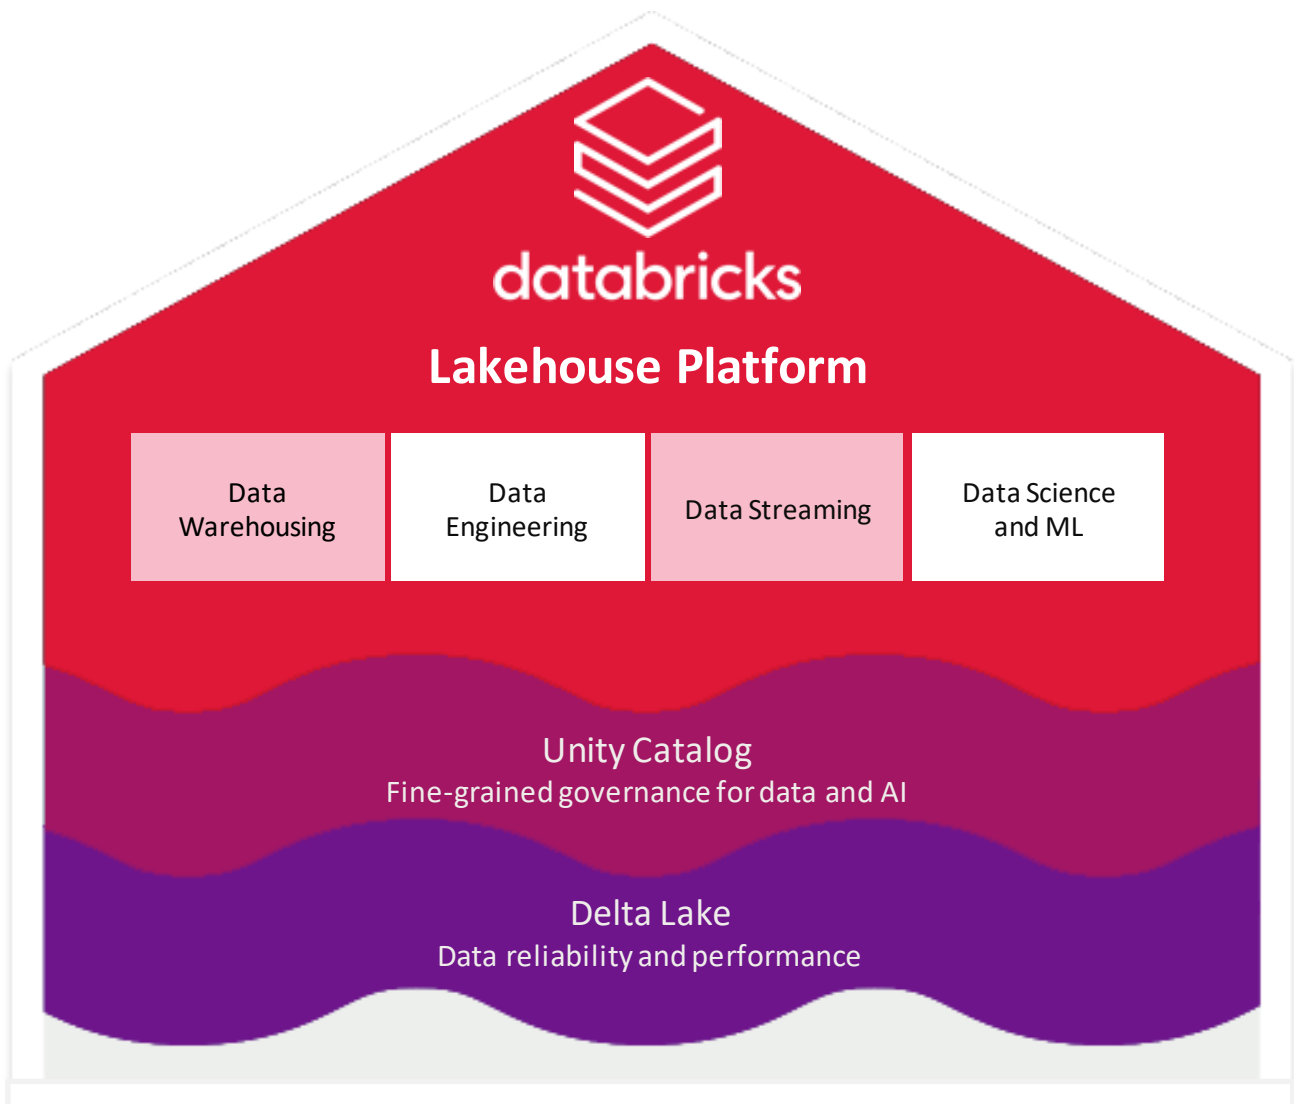 databricks
Lakehouse Platform
Data
Warehousing
Data
Engineering
Data Streaming
Data Science
and ML
Unity Catalog
Fine-grained governance for data and AI
Delta Lake
Data reliability and performance